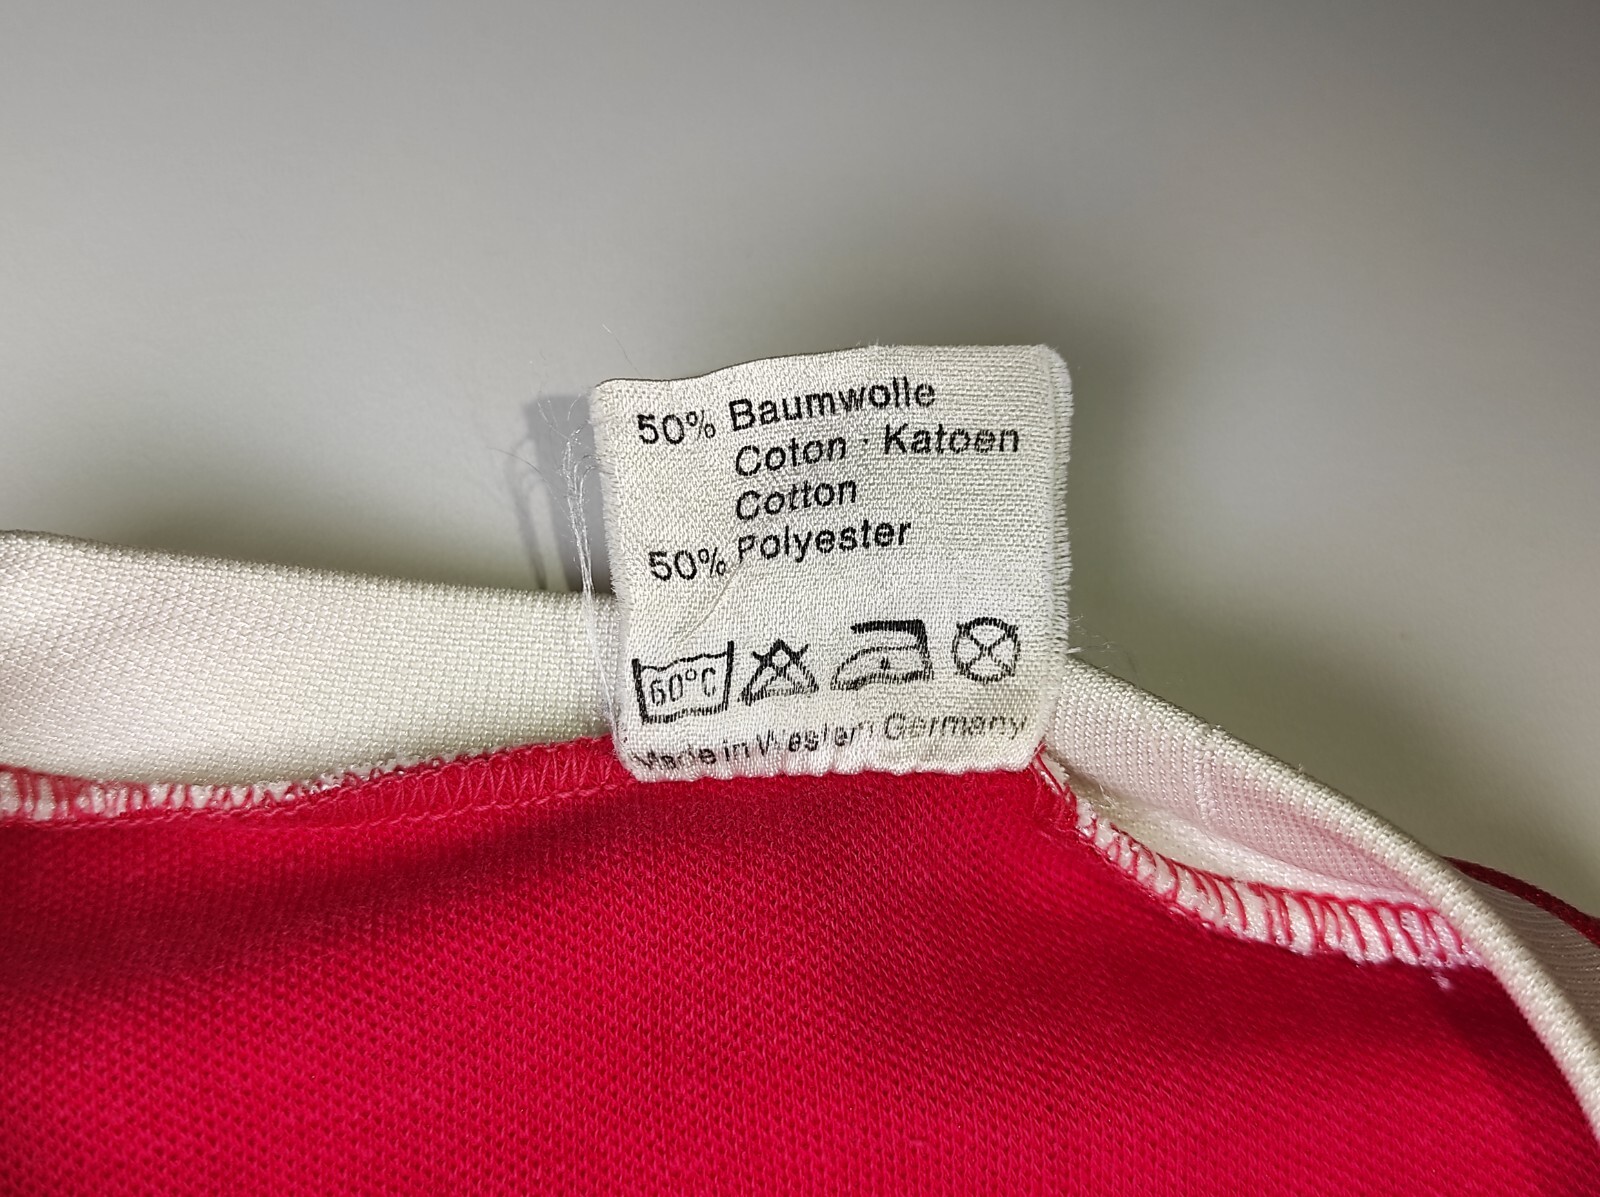 50% Baumwolle
Coton · Katoen
Cotton
50% Polyester
60°C
Made in Western Germany